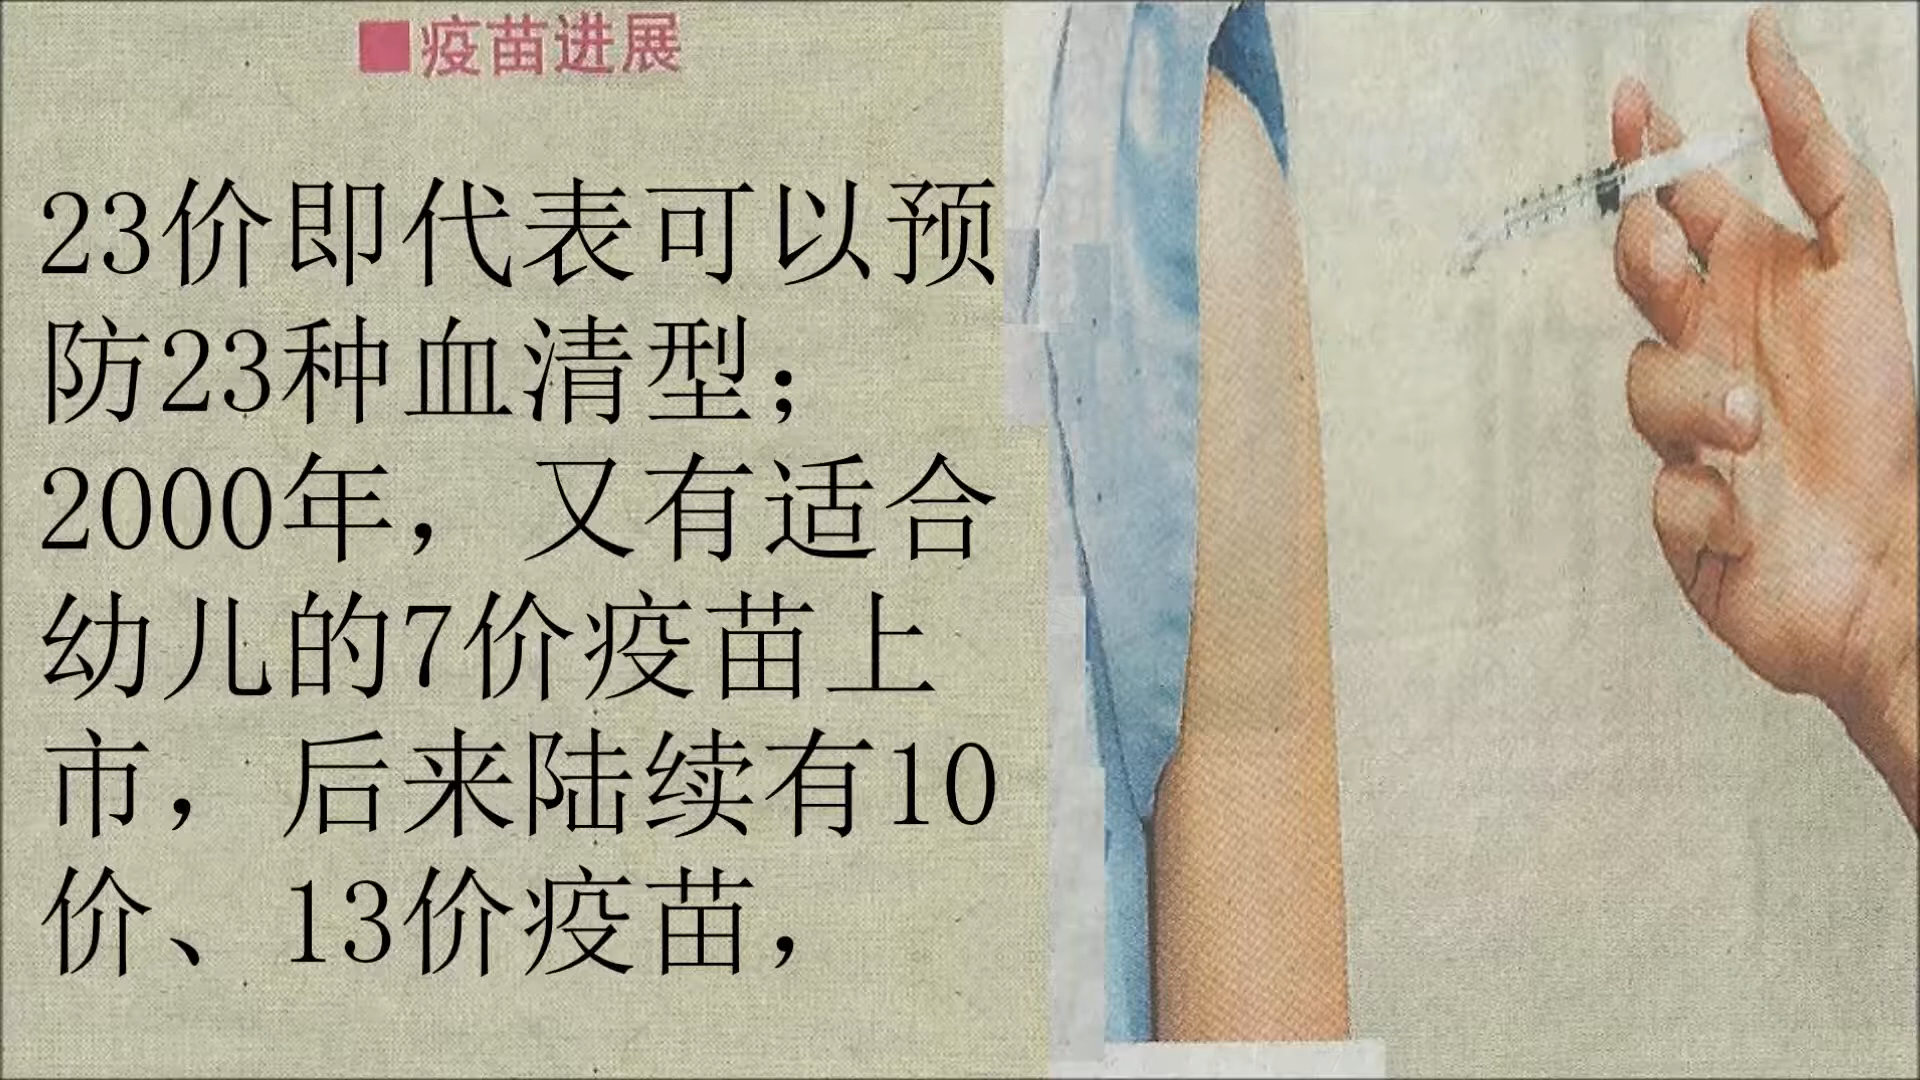 ■疫苗进展
23价即代表可以预
防23种血清型；
2000年，又有适合
幼儿的7价疫苗上
市，后来陆续有10
价、13价疫苗，